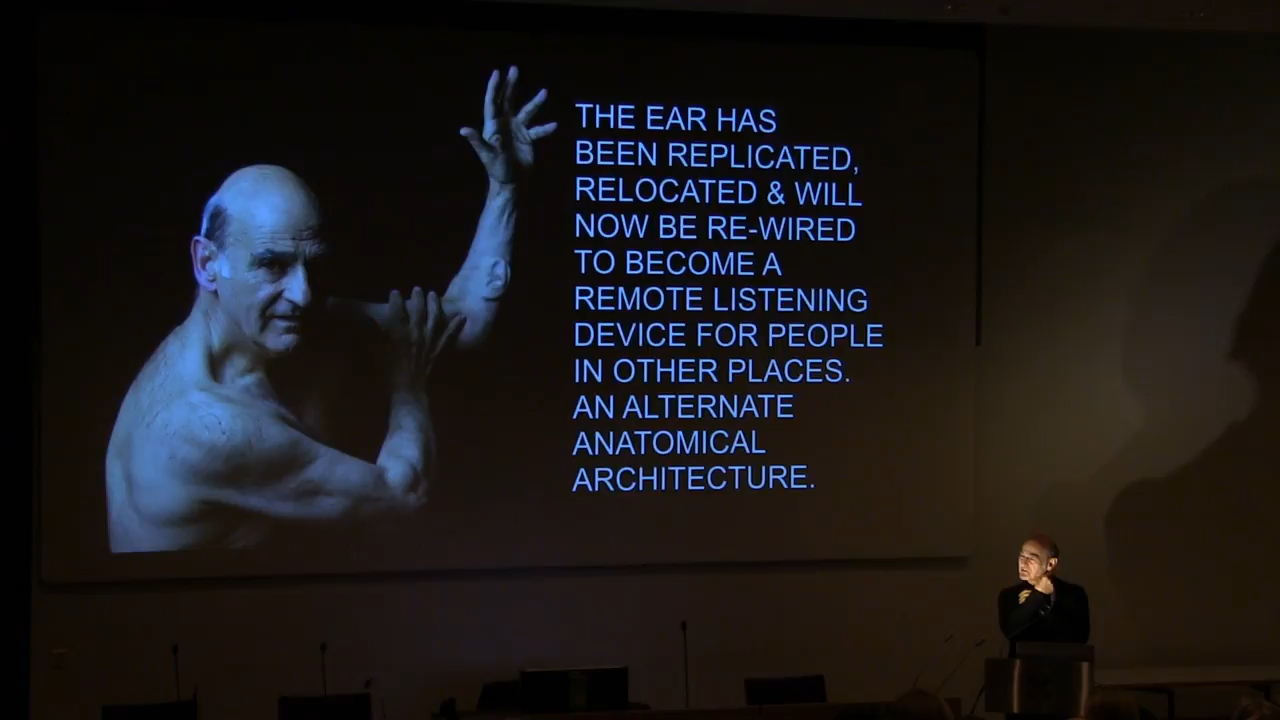 THE EAR HAS
BEEN REPLICATED,
RELOCATED & WILL
NOW BE RE-WIRED
TO BECOME A
REMOTE LISTENING
DEVICE FOR PEOPLE
IN OTHER PLACES.
AN ALTERNATE
ANATOMICAL
ARCHITECTURE.